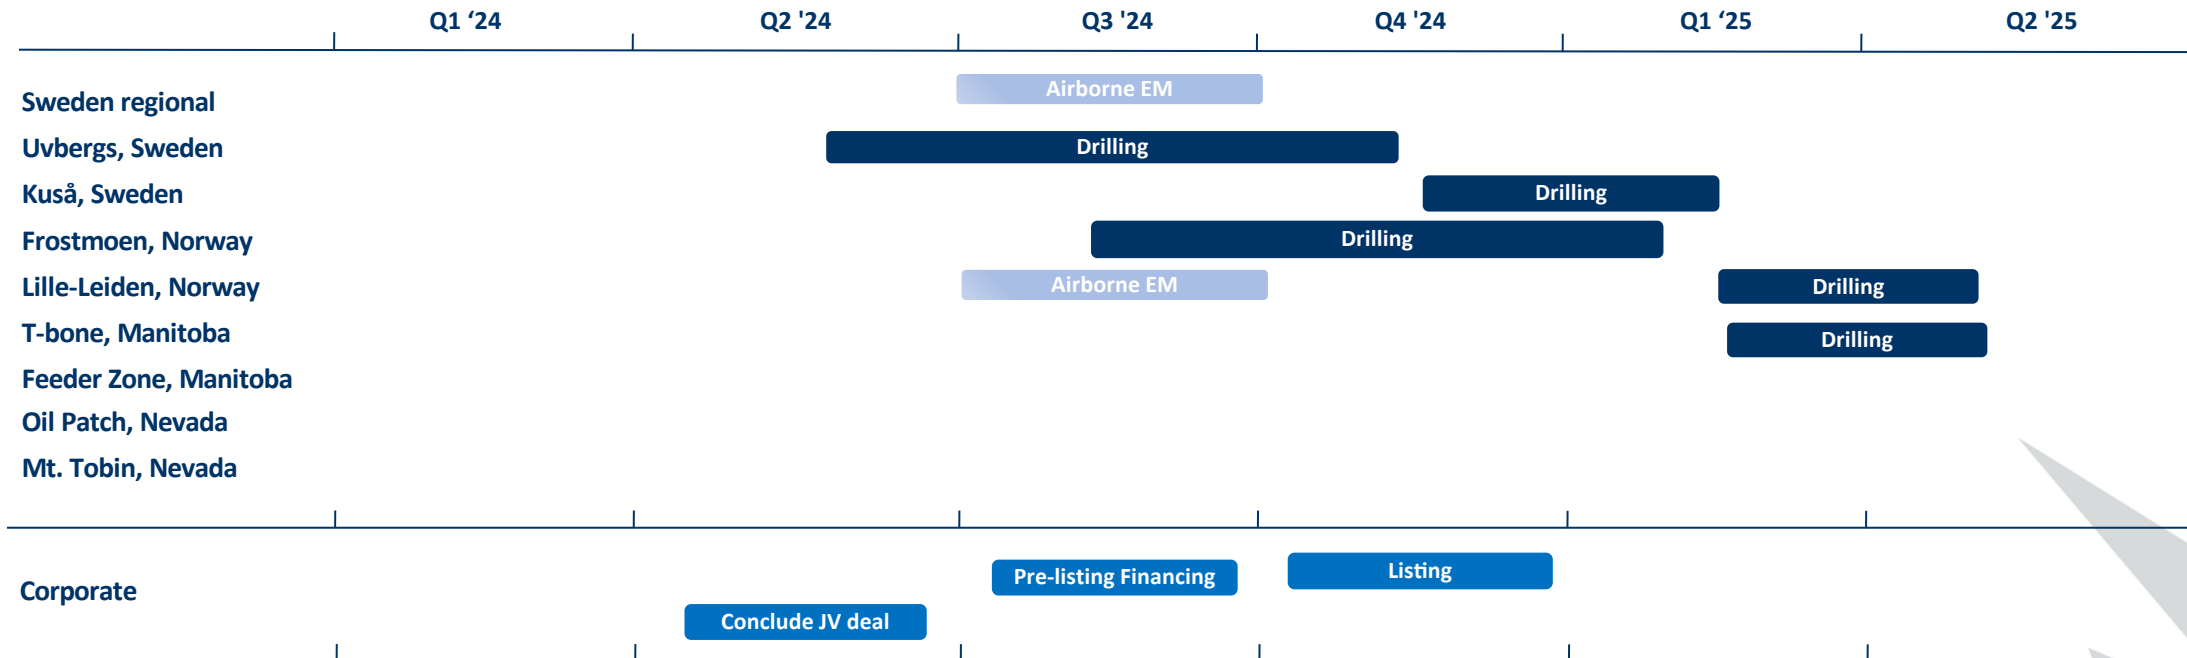 Q1 ‘24 Q2 '24 Q3 '24 Q4 '24 Q1 ‘25 Q2 '25
Sweden regional Airborne EM
Uvbergs, Sweden Drilling
Kuså, Sweden Drilling
Frostmoen, Norway Drilling
Lille-Leiden, Norway Airborne EM Drilling
T-bone, Manitoba Drilling
Feeder Zone, Manitoba
Oil Patch, Nevada
Mt. Tobin, Nevada
Corporate Pre-listing Financing Listing
Conclude JV deal